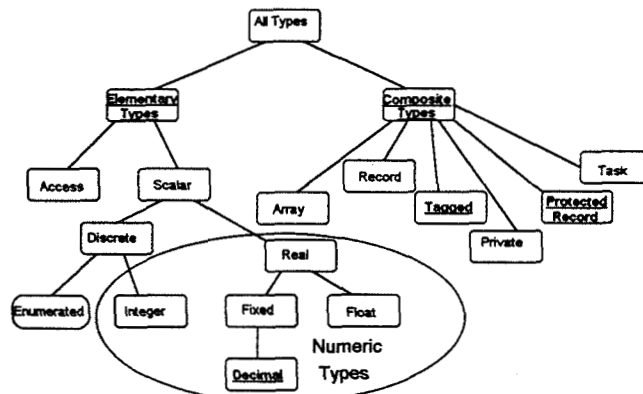 All Types
Elementary
Types
Composite
Types
Access
Scalar
Array
Record
Tagged
Private
Protected
Record
Task
Discrete
Real
Enumerated
Integer
Fixed
Float
Decimal
Numeric
Types